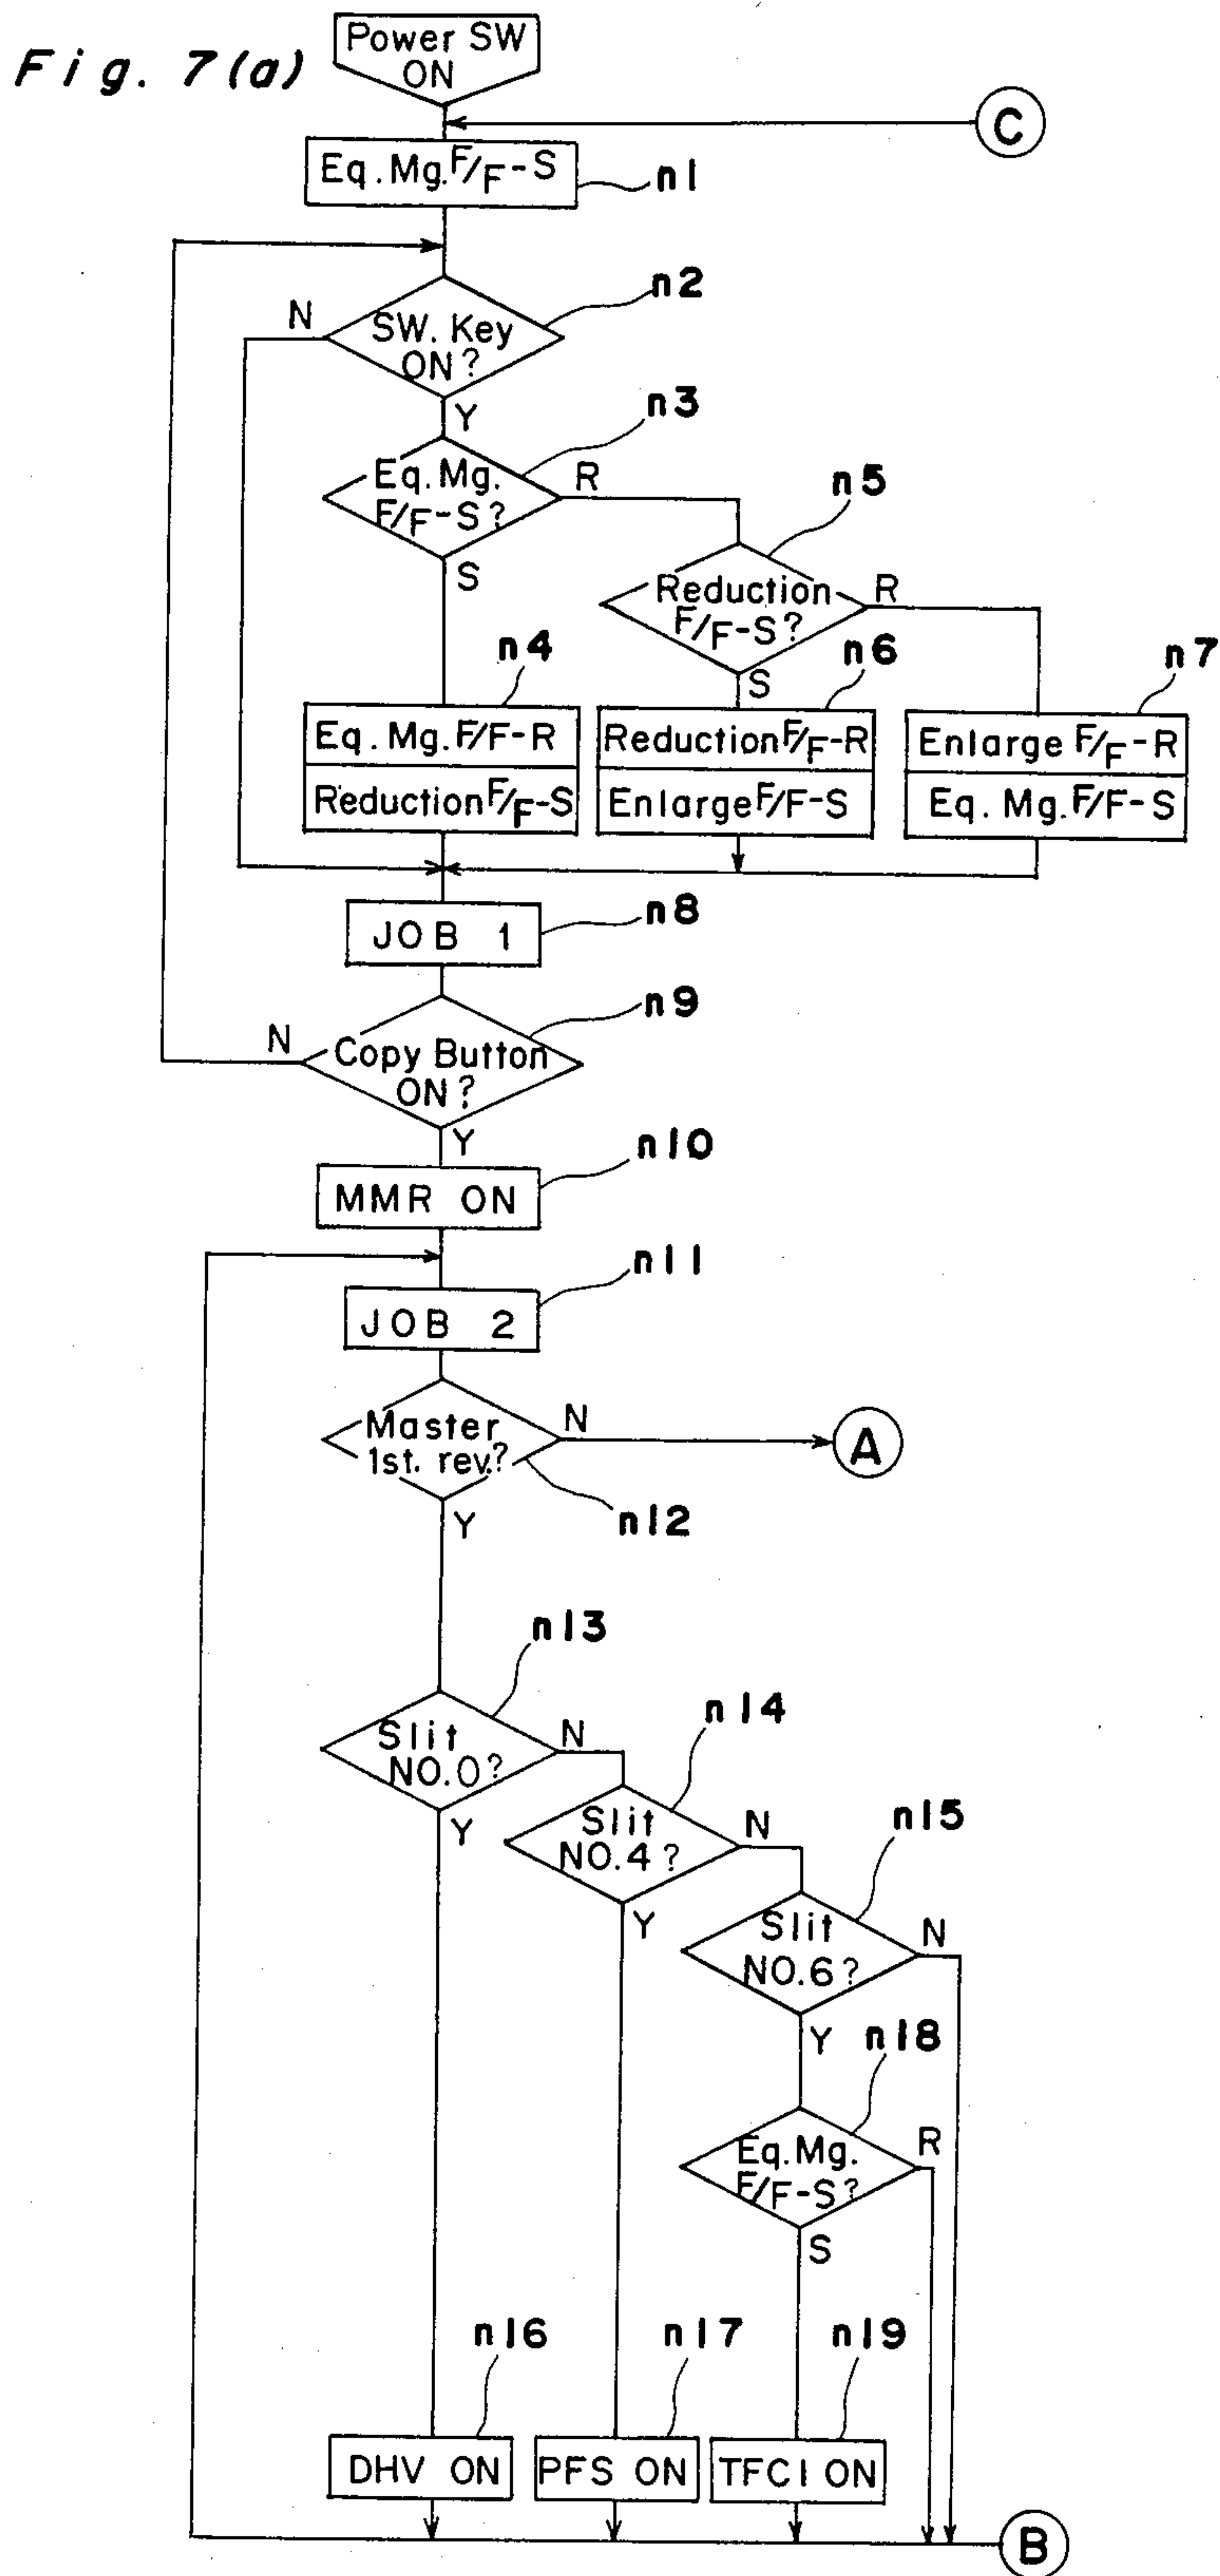 Fig. 7(a)
Power SW
ON
C
Eq. Mg. F/F-S
n1
n2
N
SW. Key
ON?
Y
n3
Eq. Mg.
F/F-S?
R
S
n5
Reduction
F/F-S?
R
S
n4
n6
n7
Eq. Mg. F/F-R
Reduction F/F-S
Reduction F/F-R
Enlarge F/F-S
Enlarge F/F-R
Eq. Mg. F/F-S
JOB 1
n8
n9
N
Copy Button
ON?
Y
n10
MMR ON
n11
JOB 2
Master
1st. rev.?
N
A
n12
Y
n13
Slit
NO.0?
N
Y
n14
Slit
NO.4?
N
Y
n15
Slit
NO.6?
N
Y
n18
Eq. Mg.
F/F-S?
R
S
n16
n17
n19
DHV ON
PFS ON
TFC1 ON
B